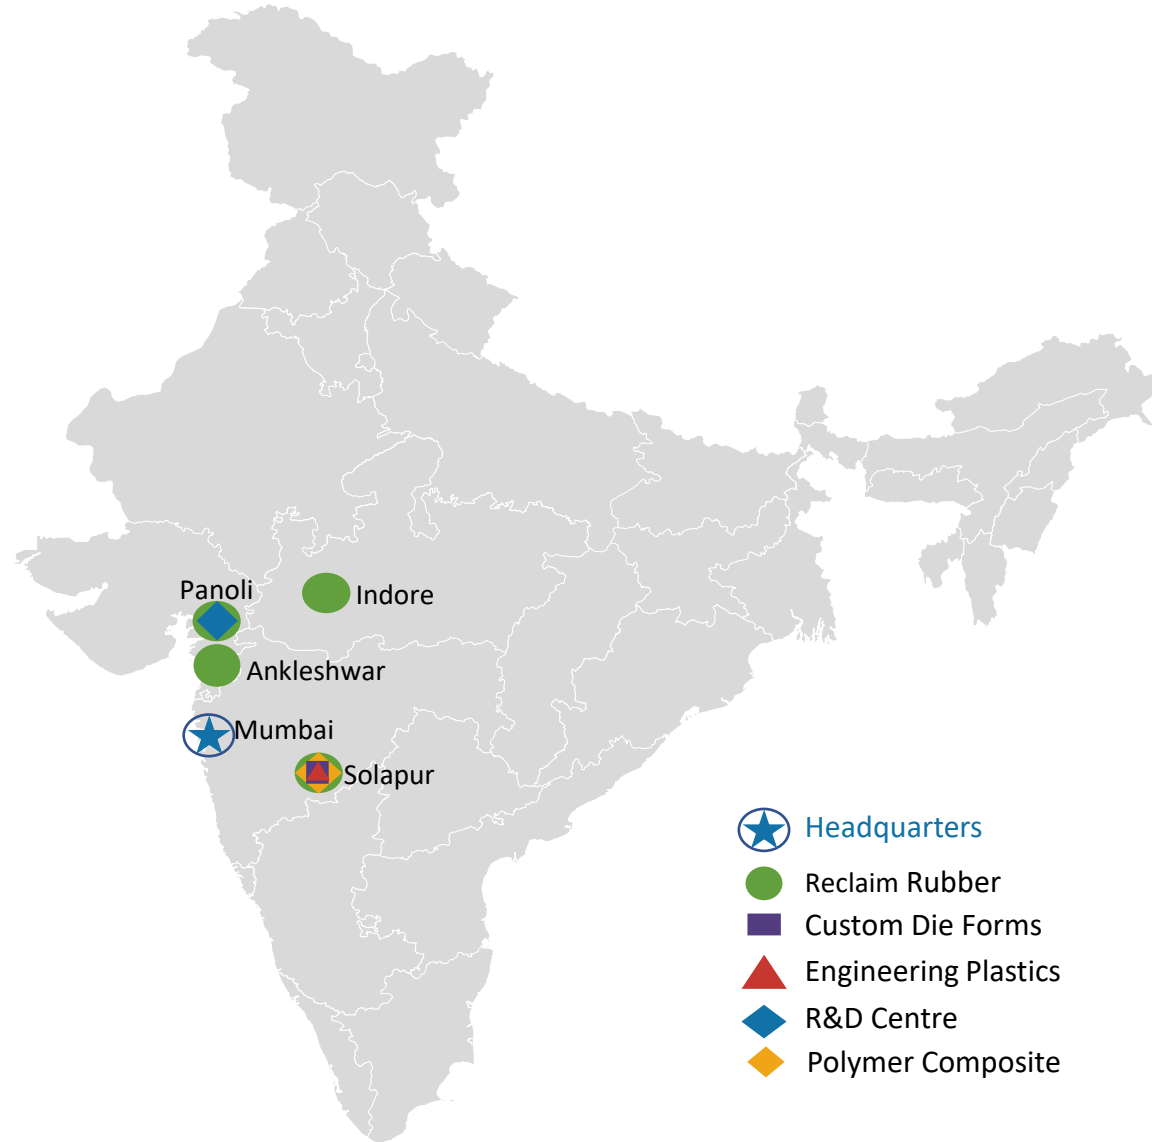 Panoli
Indore
Ankleshwar
Mumbai
Solapur
Headquarters
Reclaim Rubber
Custom Die Forms
Engineering Plastics
R&D Centre
Polymer Composite